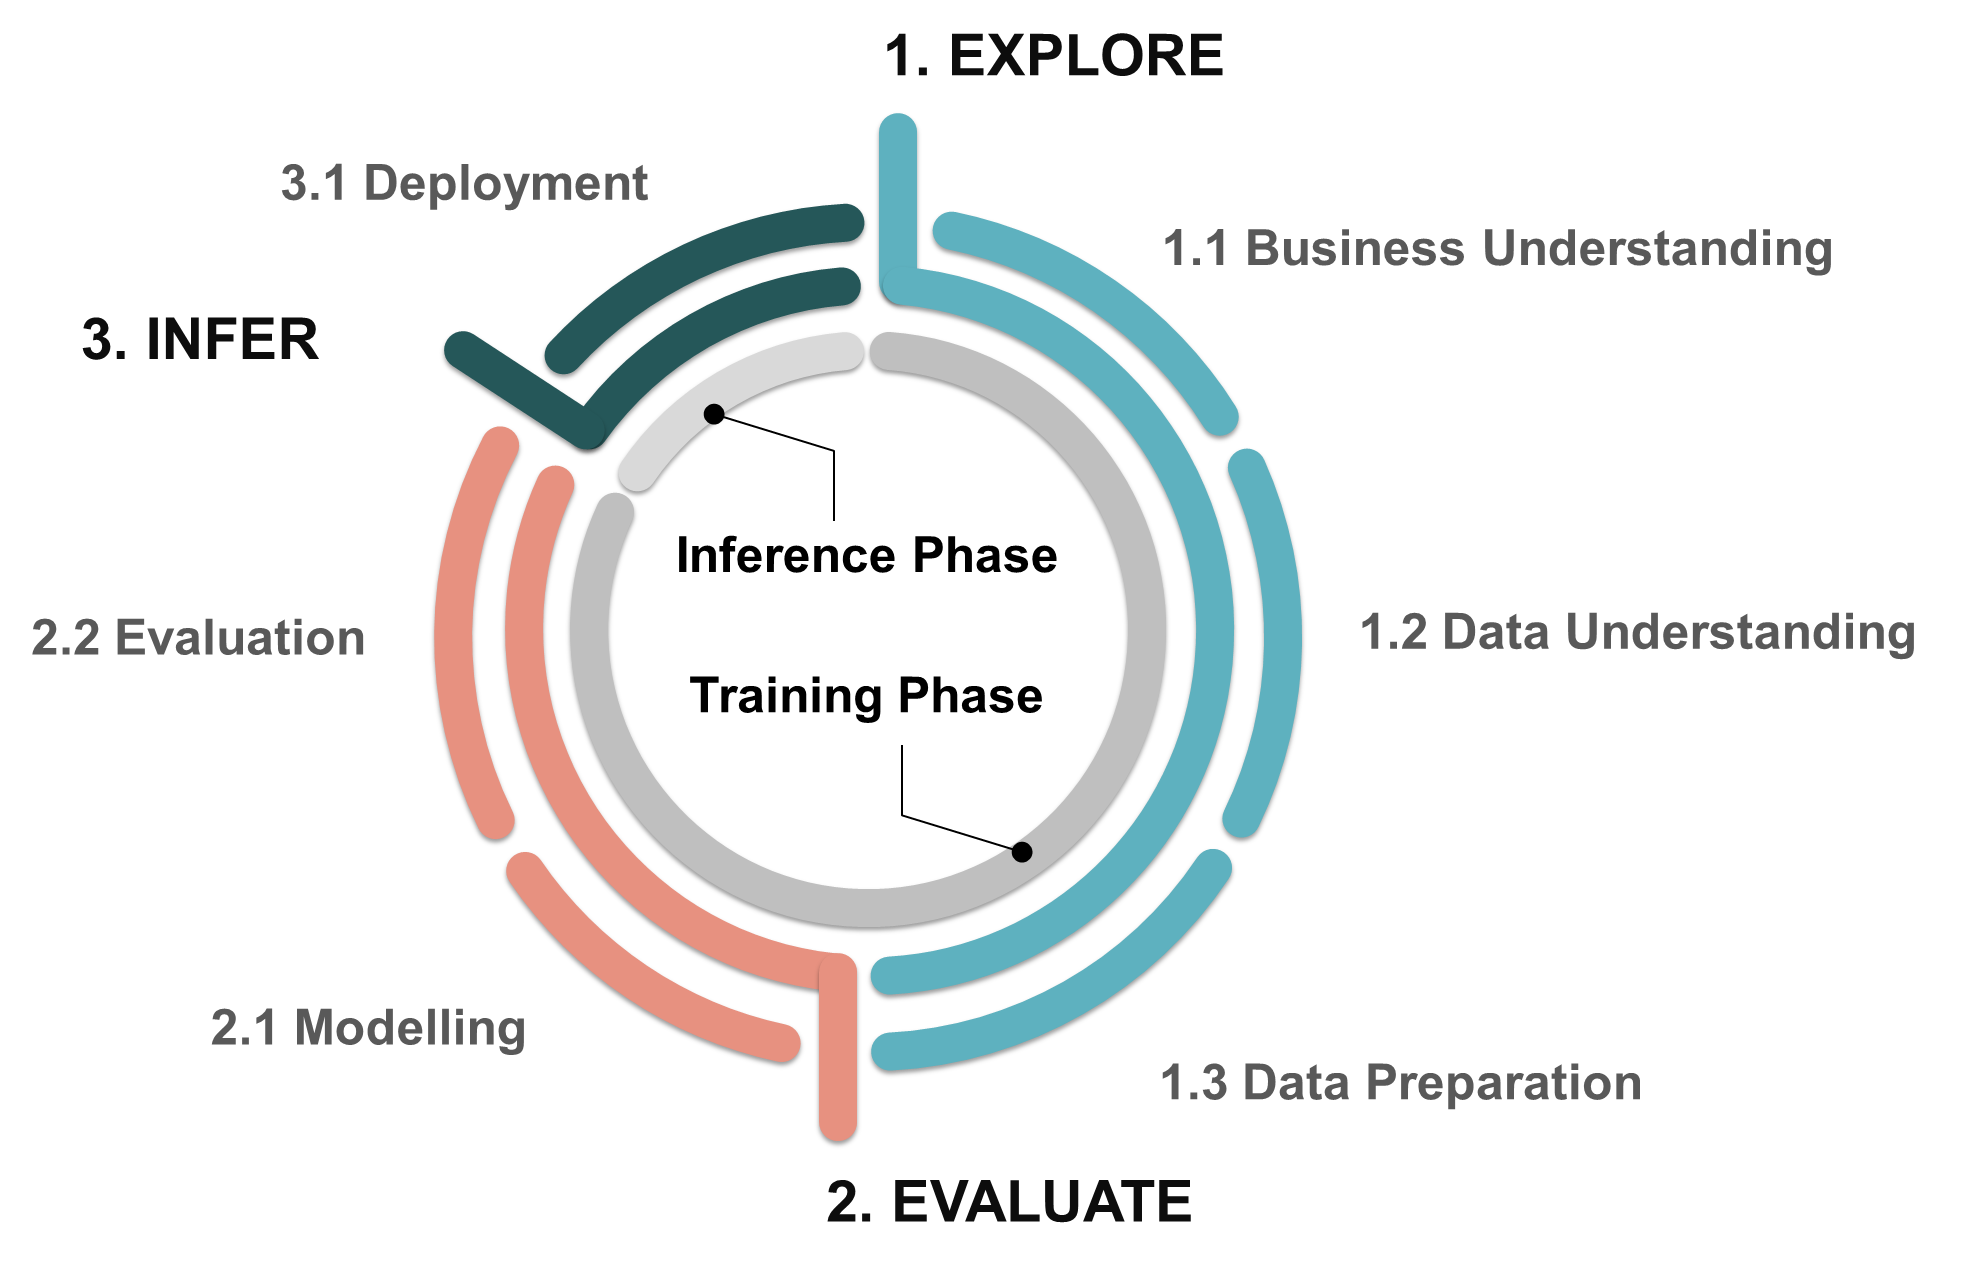 1. EXPLORE
3.1 Deployment
1.1 Business Understanding
3. INFER
Inference Phase
2.2 Evaluation
1.2 Data Understanding
Training Phase
2.1 Modelling
1.3 Data Preparation
2. EVALUATE